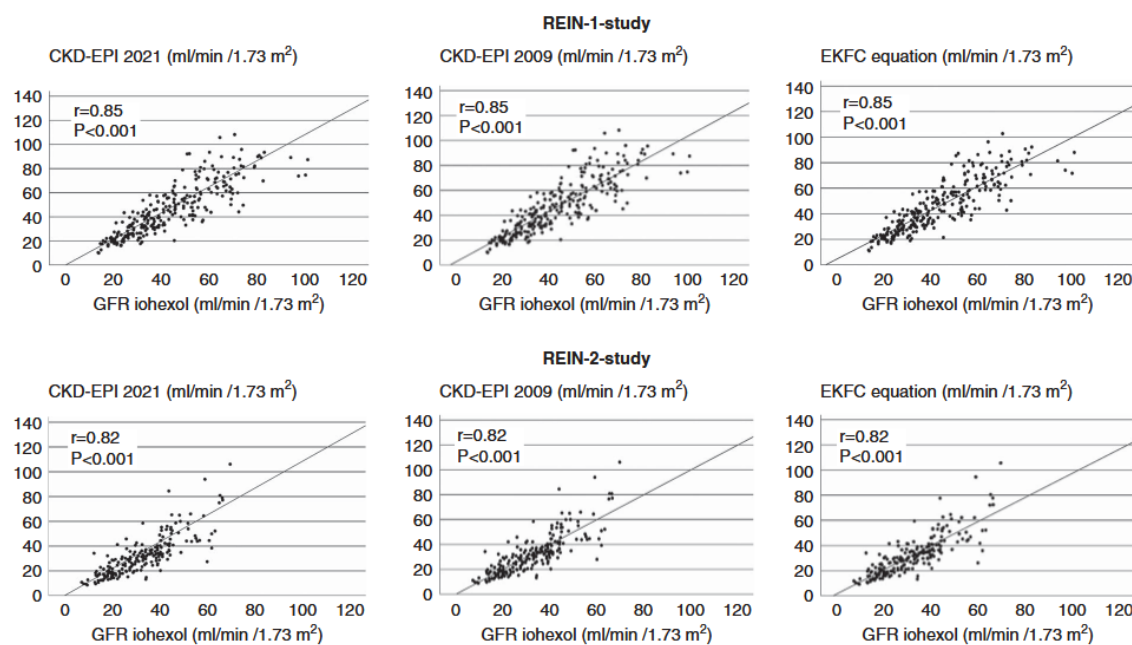 REIN-1-study
CKD-EPI 2021 (ml/min /1.73 m²)
140
120
100
80
60
40
20
0
r=0.85
P<0.001
0 20 40 60 80 100 120
GFR iohexol (ml/min /1.73 m²)
CKD-EPI 2009 (ml/min /1.73 m²)
140
120
100
80
60
40
20
0
r=0.85
P<0.001
0 20 40 60 80 100 120
GFR iohexol (ml/min /1.73 m²)
EKFC equation (ml/min /1.73 m²)
140
120
100
80
60
40
20
0
r=0.85
P<0.001
0 20 40 60 80 100 120
GFR iohexol (ml/min /1.73 m²)
REIN-2-study
CKD-EPI 2021 (ml/min /1.73 m²)
140
120
100
80
60
40
20
0
r=0.82
P<0.001
0 20 40 60 80 100 120
GFR iohexol (ml/min /1.73 m²)
CKD-EPI 2009 (ml/min /1.73 m²)
140
120
100
80
60
40
20
0
r=0.82
P<0.001
0 20 40 60 80 100 120
GFR iohexol (ml/min /1.73 m²)
EKFC equation (ml/min /1.73 m²)
140
120
100
80
60
40
20
0
r=0.82
P<0.001
0 20 40 60 80 100 120
GFR iohexol (ml/min /1.73 m²)